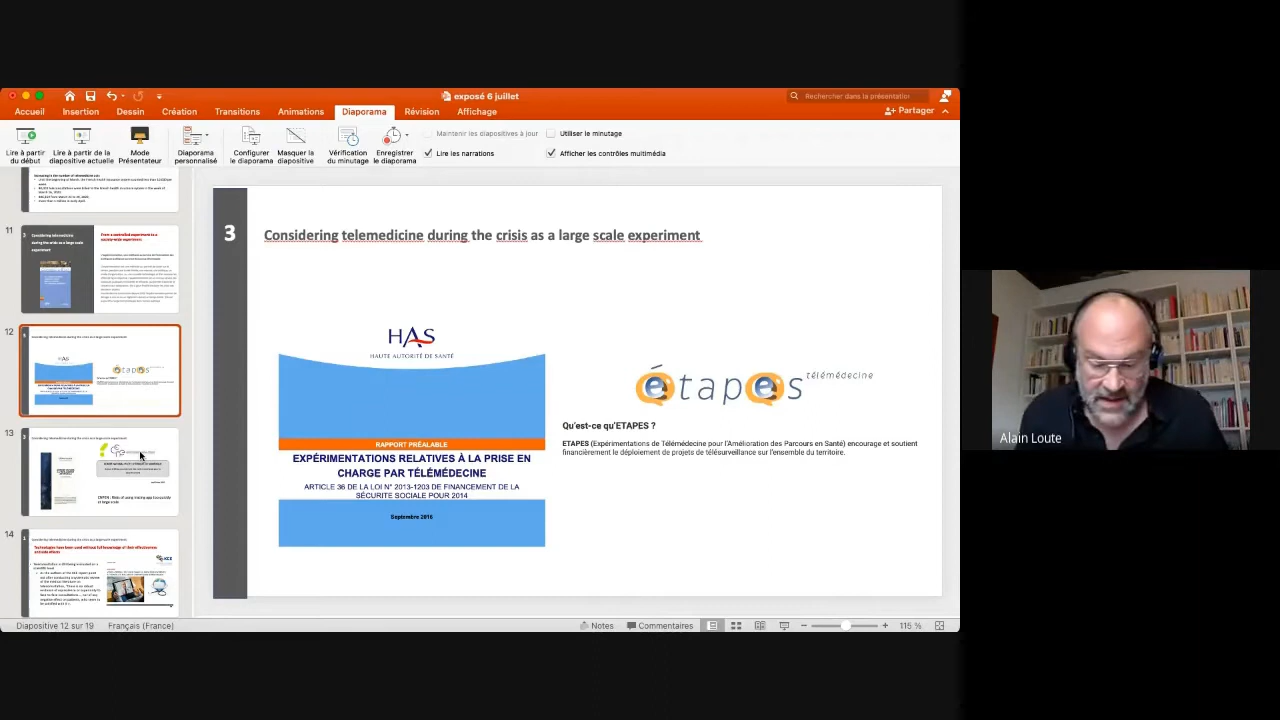 exposé 6 juillet
Rechercher dans la présentation
Accueil
Insertion
Dessin
Création
Transitions
Animations
Diaporama
Révision
Affichage
Partager
Lire à partir
du début
Lire à partir de la
diapositive actuelle
Mode
Présentateur
Diaporama
personnalisé
Configurer
le diaporama
Masquer la
diapositive
Vérification
du minutage
Enregistrer
le diaporama
Maintenir les diapositives à jour
Utiliser le minutage
Lire les narrations
Afficher les contrôles multimédia
11
12
13
14
3
Considering telemedicine during the crisis as a large scale experiment
HAS
HAUTE AUTORITÉ DE SANTÉ
RAPPORT PRÉALABLE
EXPÉRIMENTATIONS RELATIVES À LA PRISE EN
CHARGE PAR TÉLÉMÉDECINE
ARTICLE 36 DE LA LOI N° 2013-1203 DE FINANCEMENT DE LA
SÉCURITE SOCIALE POUR 2014
Septembre 2016
étapes télémédecine
Qu'est-ce qu'ETAPES ?
ETAPES (Expérimentations de Télémédecine pour l'Amélioration des Parcours en Santé) encourage et soutient
financièrement le déploiement de projets de télésurveillance sur l'ensemble du territoire.
Alain Loute
Diapositive 12 sur 19
Français (France)
Notes
Commentaires
115 %